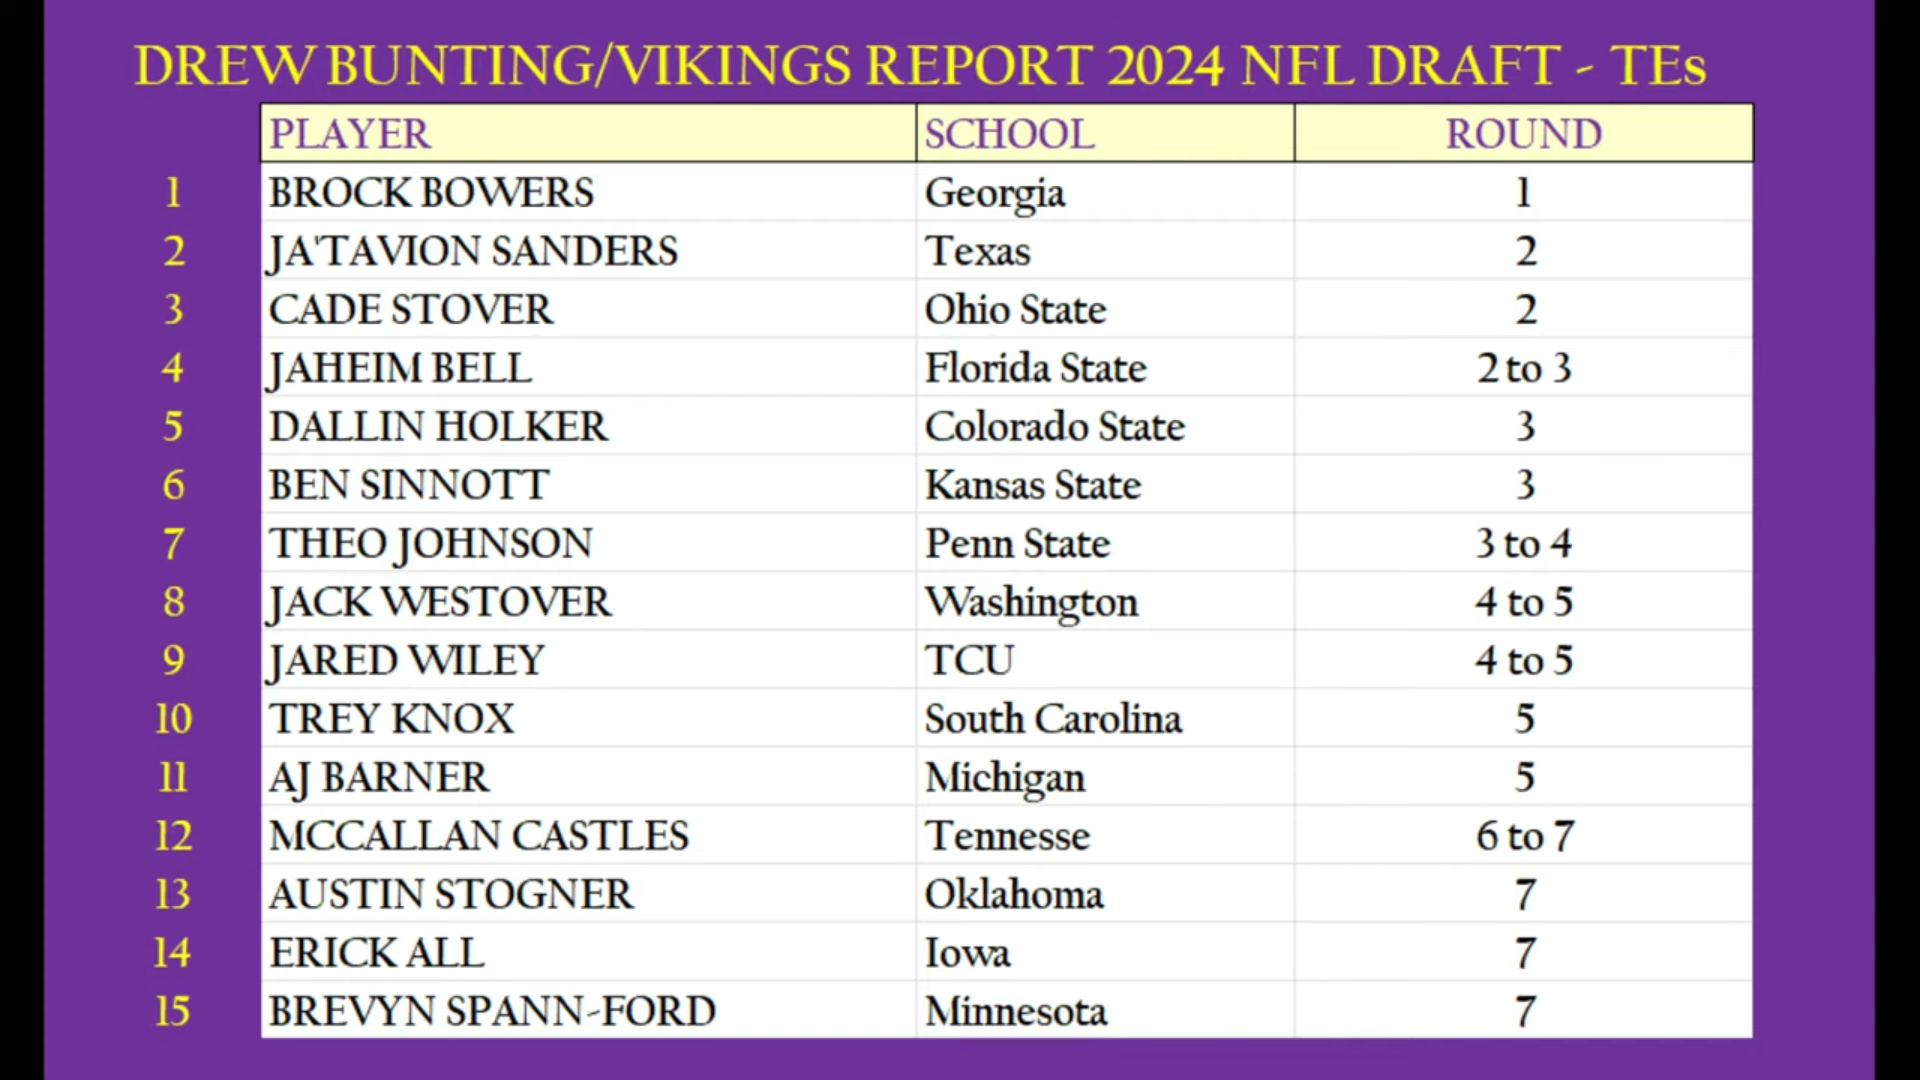 DREW BUNTING/VIKINGS REPORT 2024 NFL DRAFT - TEs
PLAYER SCHOOL ROUND
1 BROCK BOWERS Georgia 1
2 JA'TAVION SANDERS Texas 2
3 CADE STOVER Ohio State 2
4 JAHEIM BELL Florida State 2 to 3
5 DALLIN HOLKER Colorado State 3
6 BEN SINNOTT Kansas State 3
7 THEO JOHNSON Penn State 3 to 4
8 JACK WESTOVER Washington 4 to 5
9 JARED WILEY TCU 4 to 5
10 TREY KNOX South Carolina 5
11 AJ BARNER Michigan 5
12 MCCALLAN CASTLES Tennesse 6 to 7
13 AUSTIN STOGNER Oklahoma 7
14 ERICK ALL Iowa 7
15 BREVYN SPANN-FORD Minnesota 7